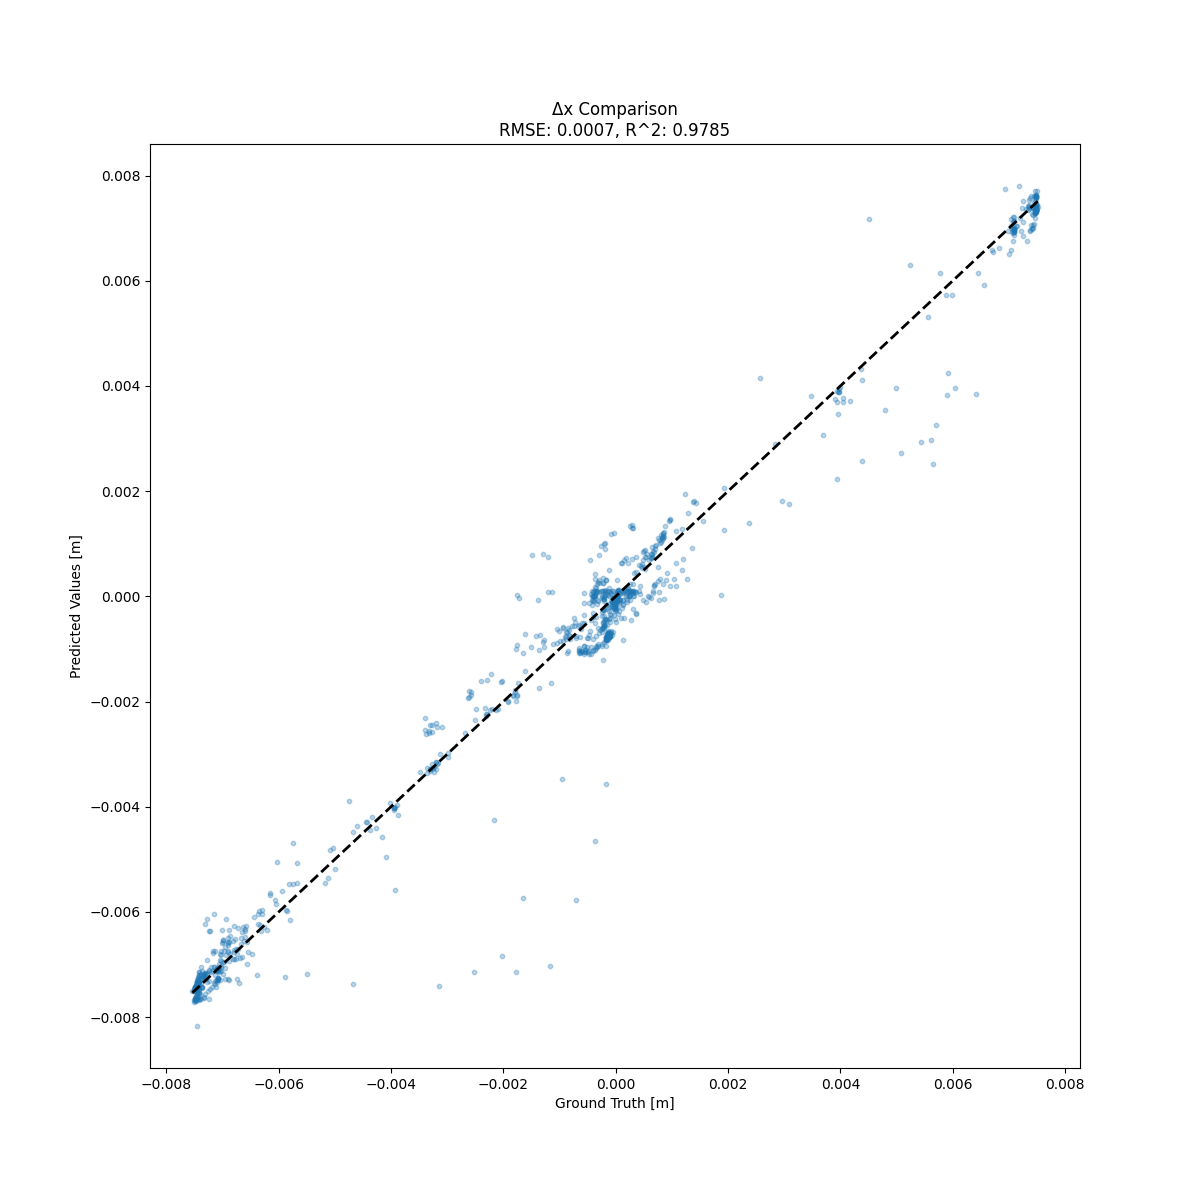 Δx Comparison
RMSE: 0.0007, R^2: 0.9785
0.008
0.006
0.004
0.002
0.000
−0.002
−0.004
−0.006
−0.008
Predicted Values [m]
−0.008 −0.006 −0.004 −0.002 0.000 0.002 0.004 0.006 0.008
Ground Truth [m]